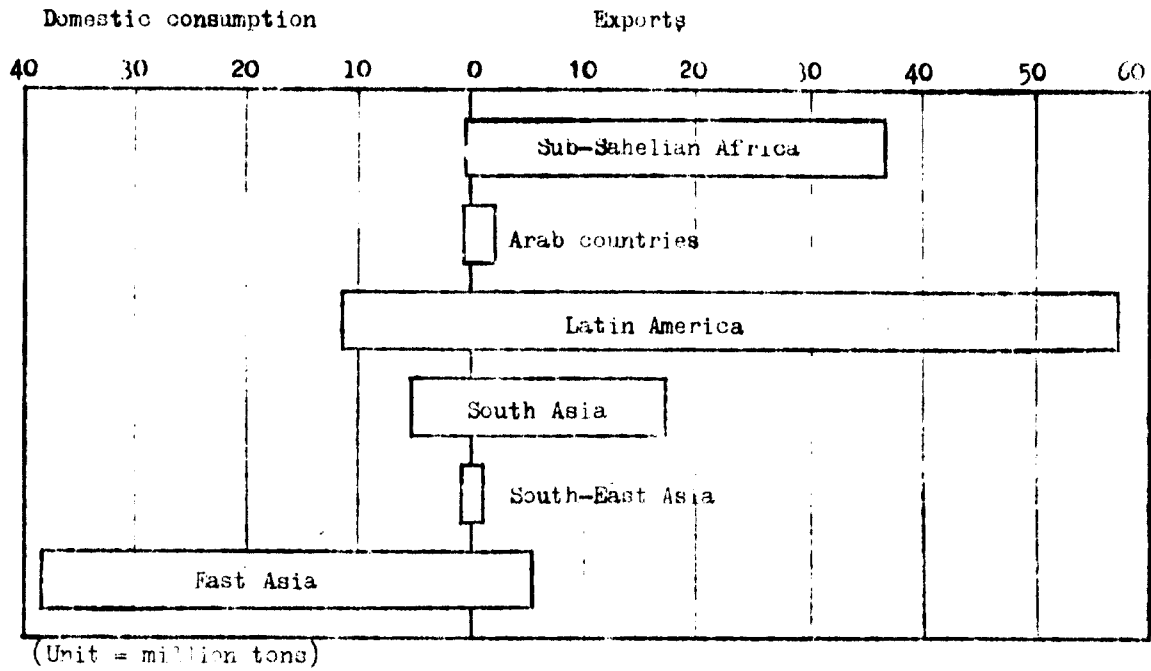 Domestic consumption Exports
40 30 20 10 0 10 20 30 40 50 60
Sub-Sahelian Africa
Arab countries
Latin America
South Asia
South-East Asia
East Asia
(Unit = million tons)